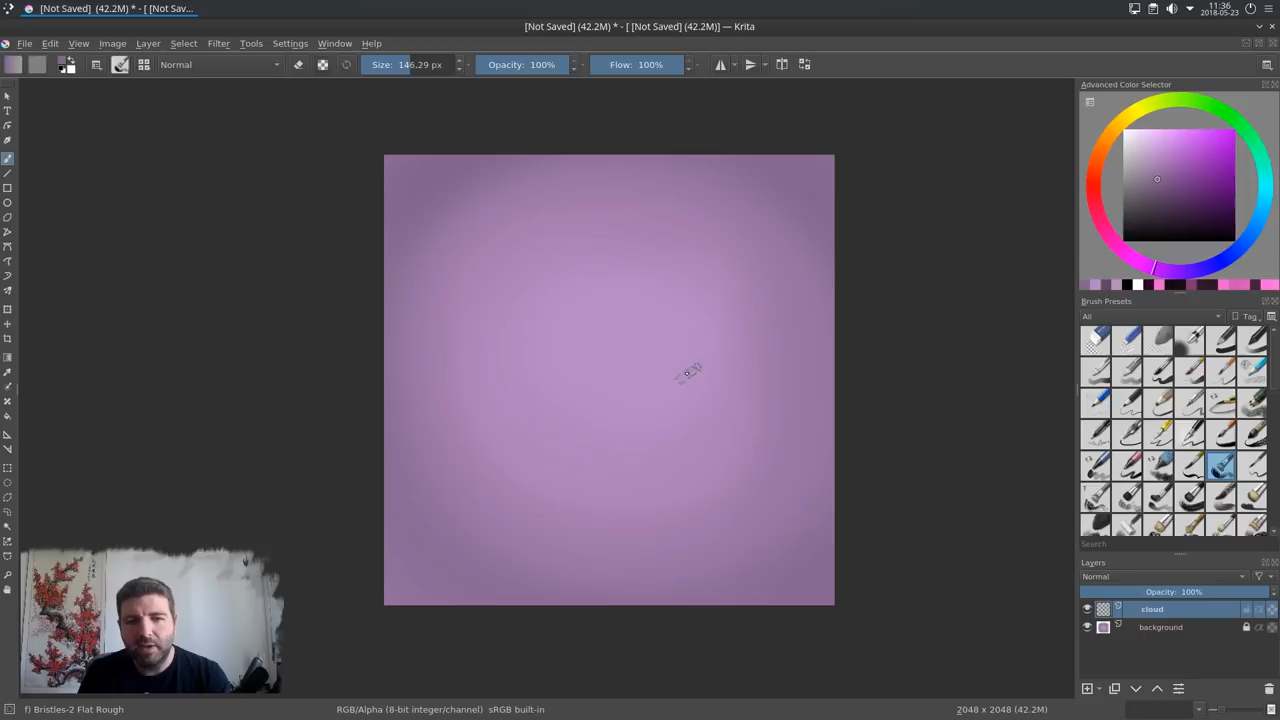 [Not Saved] (42.2M) * - [ [Not Sav...
11:36
2018-05-23
[Not Saved] (42.2M) * - [ [Not Saved] (42.2M)] — Krita
File Edit View Image Layer Select Filter Tools Settings Window Help
Normal Size: 146.29 px Opacity: 100% Flow: 100%
Advanced Color Selector
Brush Presets
All Tag
Search
Layers
Normal
Opacity: 100%
cloud
background
f) Bristles-2 Flat Rough RGB/Alpha (8-bit integer/channel) sRGB built-in 2048 x 2048 (42.2M)